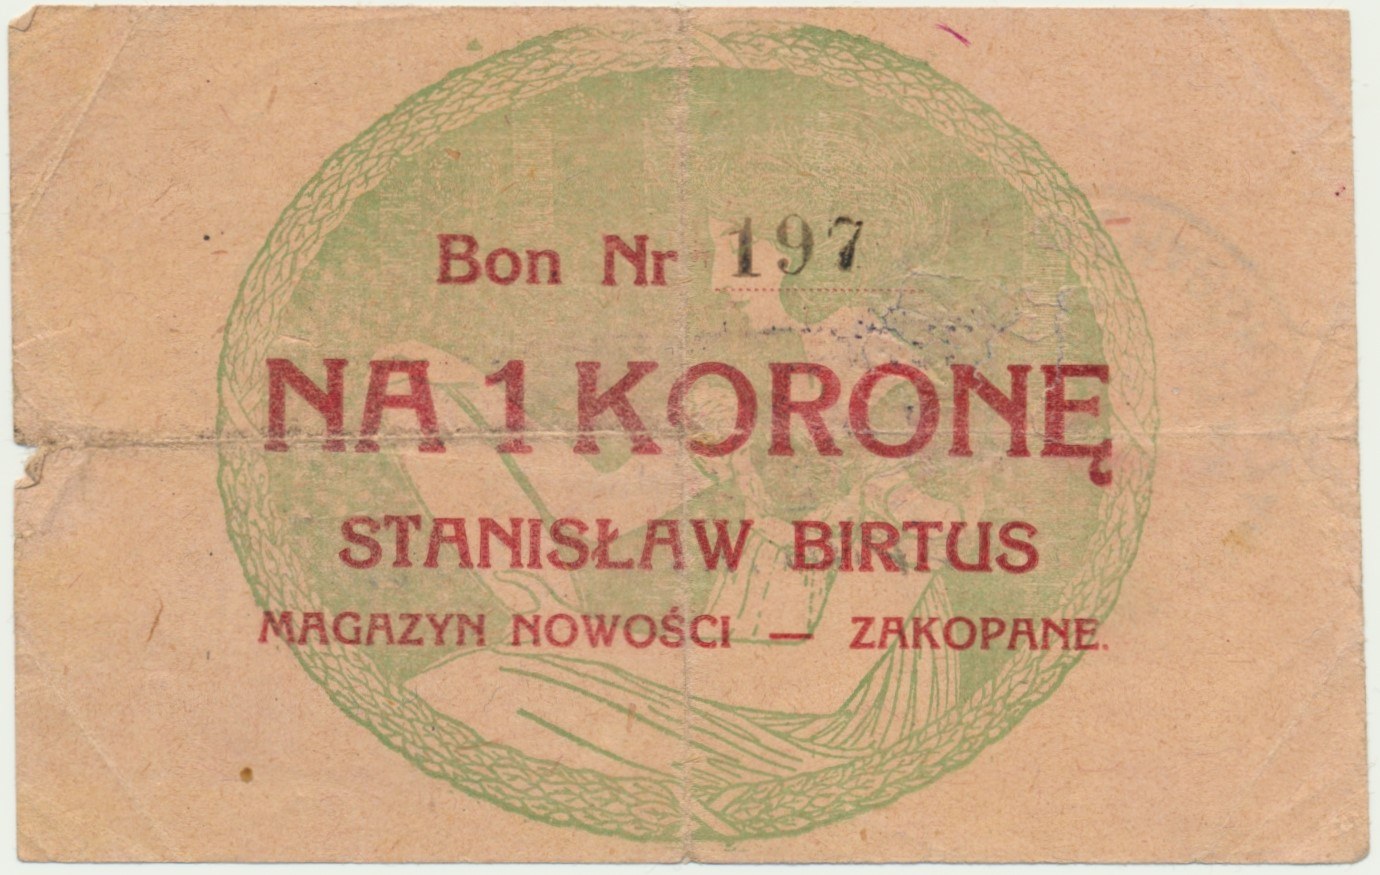 Bon Nr 197
NA 1 KORONĘ
STANISŁAW BIRTUS
MAGAZYN NOWOŚCI — ZAKOPANE.